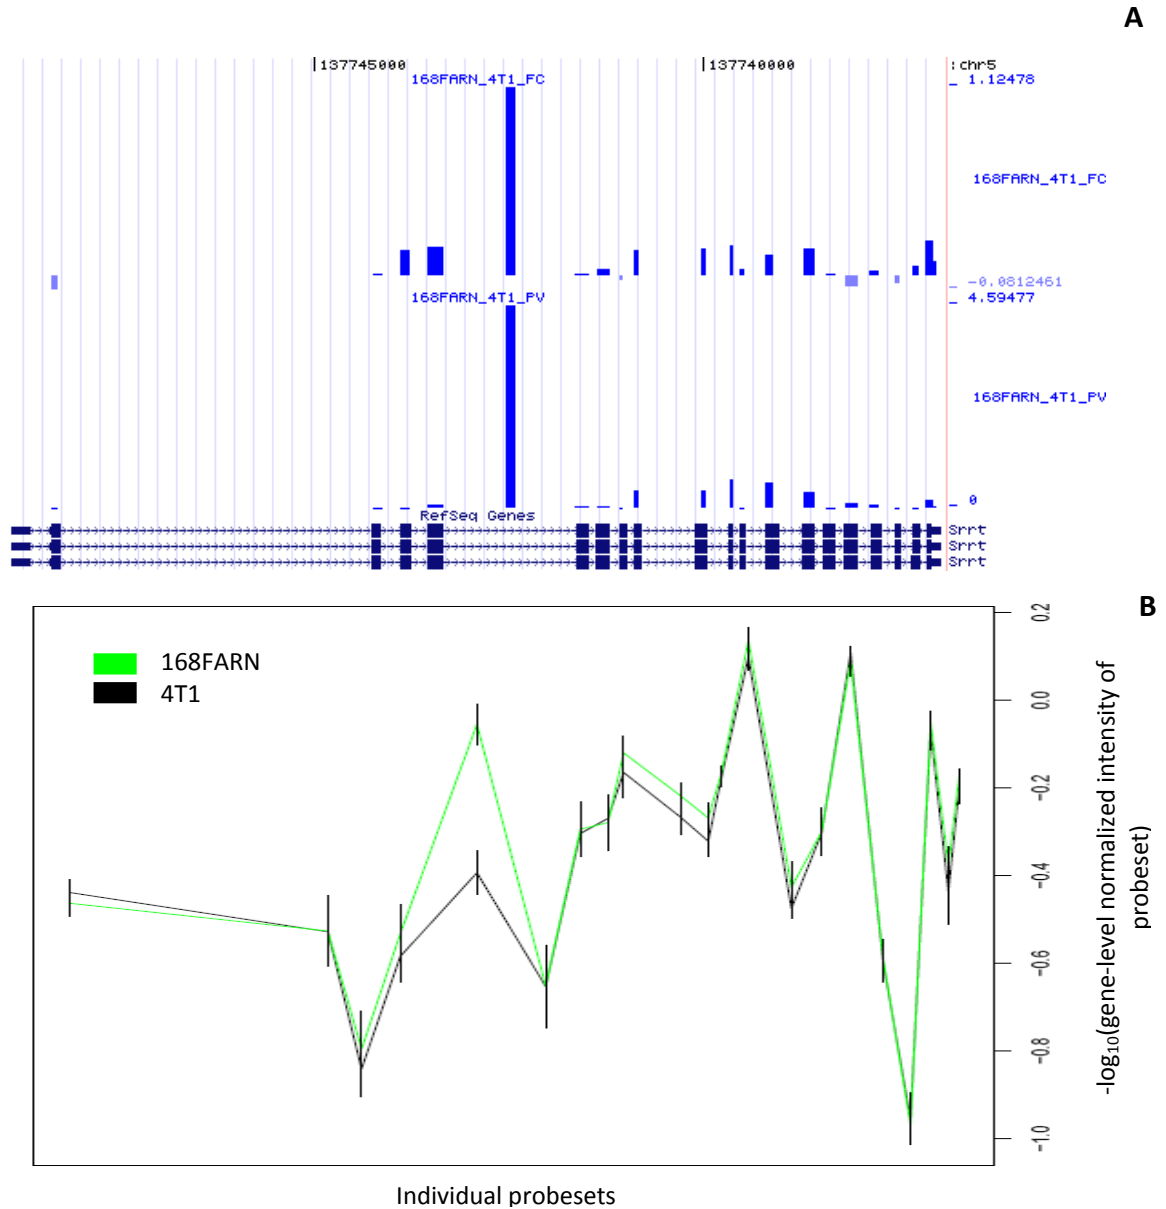 A
137745000
137740000
:chr5
168FARN_4T1_FC
1.12478
168FARN_4T1_FC
-0.0812461
168FARN_4T1_PV
4.59477
168FARN_4T1_PV
0
RefSeq Genes
Srrt
Srrt
Srrt
B
168FARN
4T1
0.2
0.0
-0.2
-0.4
-0.6
-0.8
-1.0
-log10(gene-level normalized intensity of
probeset)
Individual probesets